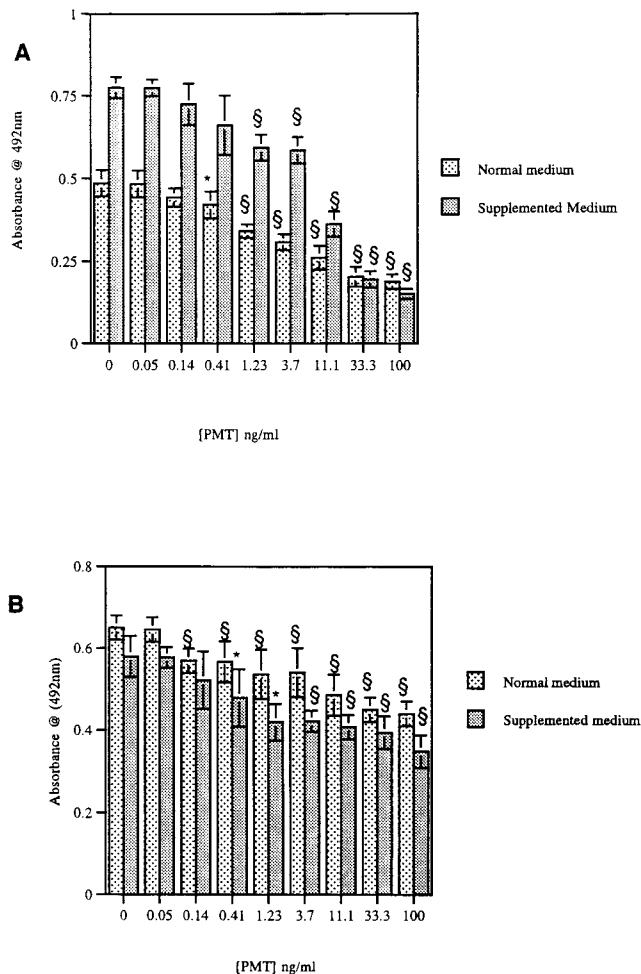 A
Absorbance @ 492nm
1
0.75
0.5
0.25
0
* § § § § § § § § § §
0 0.05 0.14 0.41 1.23 3.7 11.1 33.3 100
[PMT] ng/ml
Normal medium
Supplemented Medium
B
Absorbance @ (492nm)
0.8
0.6
0.4
0.2
0
§ § * § * § § § § § § § §
0 0.05 0.14 0.41 1.23 3.7 11.1 33.3 100
[PMT] ng/ml
Normal medium
Supplemented medium